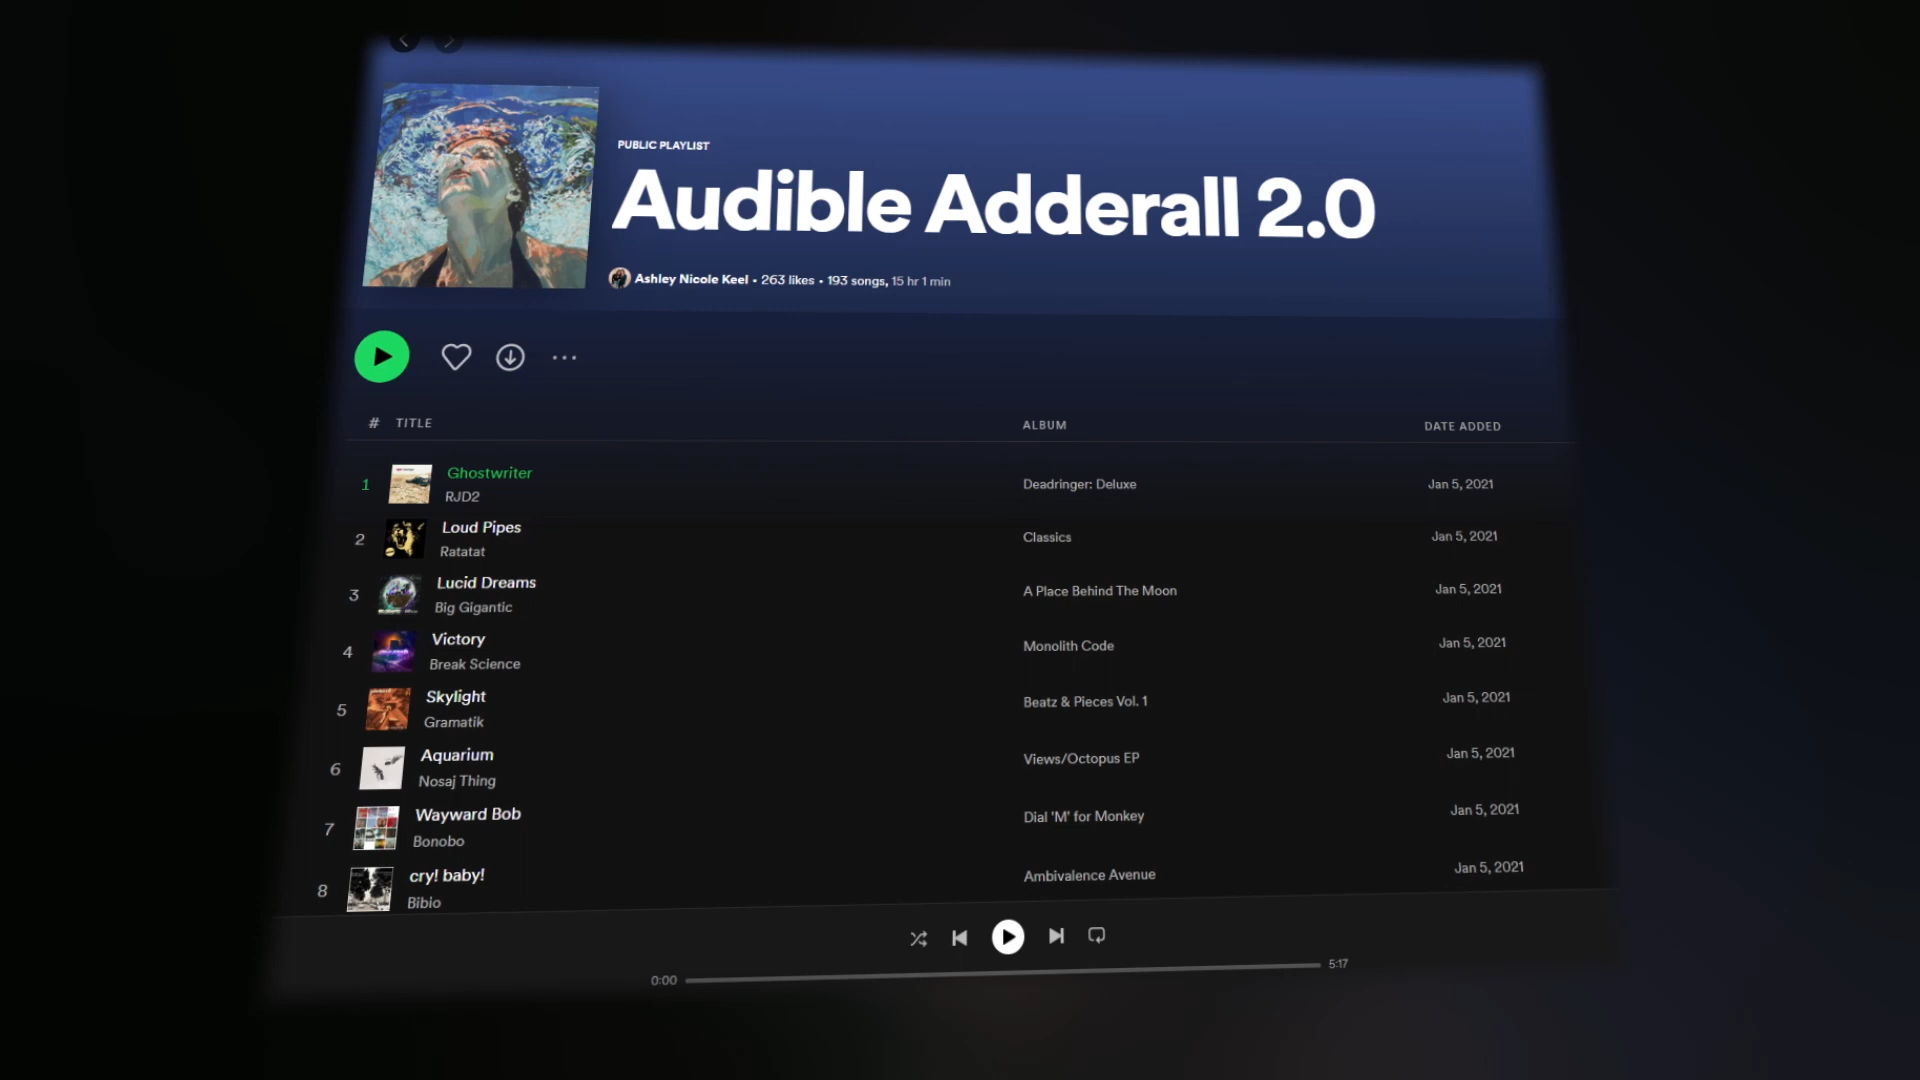 PUBLIC PLAYLIST
Audible Adderall 2.0
Ashley Nicole Keel • 263 likes • 193 songs, 15 hr 1 min
# TITLE ALBUM DATE ADDED
1 Ghostwriter Deadringer: Deluxe Jan 5, 2021
RJD2
2 Loud Pipes Classics Jan 5, 2021
Ratatat
3 Lucid Dreams A Place Behind The Moon Jan 5, 2021
Big Gigantic
4 Victory Monolith Code Jan 5, 2021
Break Science
5 Skylight Beatz & Pieces Vol. 1 Jan 5, 2021
Gramatik
6 Aquarium Views/Octopus EP Jan 5, 2021
Nosaj Thing
7 Wayward Bob Dial 'M' for Monkey Jan 5, 2021
Bonobo
8 cry! baby! Ambivalence Avenue Jan 5, 2021
Bibio
0:00 5:17